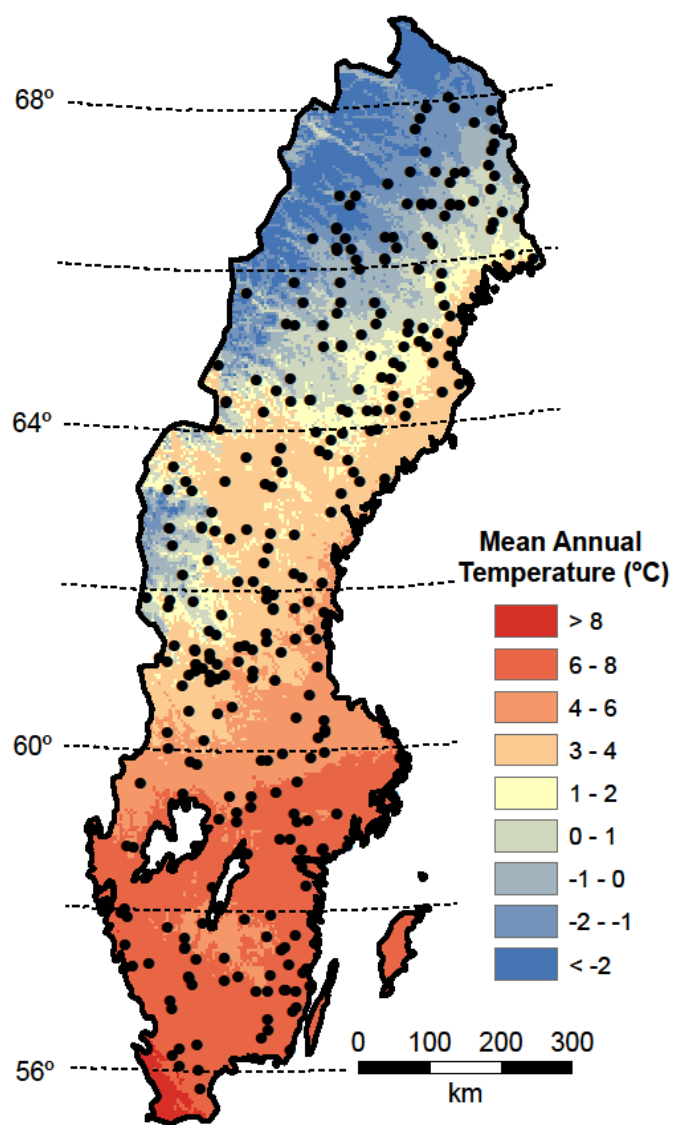 68º
64º
Mean Annual
Temperature (ºC)
> 8
6 - 8
4 - 6
3 - 4
60º
1 - 2
0 - 1
-1 - 0
-2 - -1
< -2
0 100 200 300
56º
km